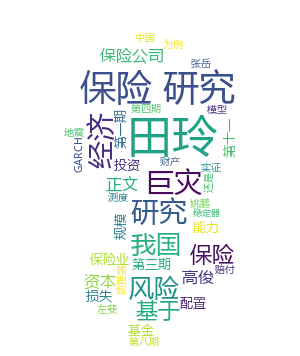 中国
为例
保险公司
张岳
保险 研究
第四期
模型
第一期
经济
田玲
第十一
地震
GARCH
投资
财产
实证
正文
巨灾
还是
测度
姚鹏
稳定器
研究
规模
能力
我国
保险
保险业
第三期
赔付
资本
风险
高俊
损失
配置
左斐
基于
基金
第八期